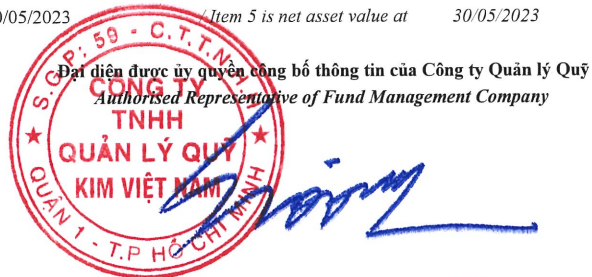 0/05/2023 / Item 5 is net asset value at 30/05/2023
Đại diện được ủy quyền công bố thông tin của Công ty Quản lý Quỹ
Authorised Representative of Fund Management Company
S.G.P: 59 - C.T.T.N.H.H
CÔNG TY
TNHH
QUẢN LÝ QUỸ
KIM VIỆT NAM
QUẬN 1 - T.P HỒ CHÍ MINH